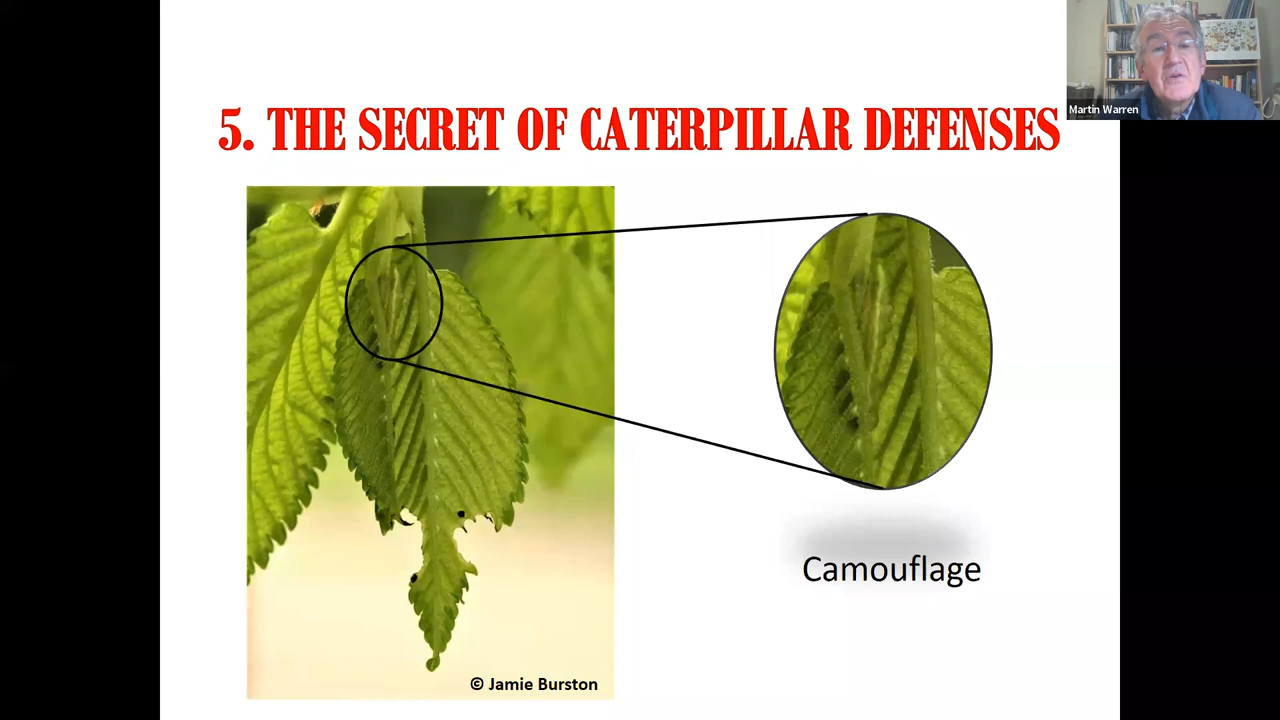 Martin Warren
5. THE SECRET OF CATERPILLAR DEFENSES
Camouflage
© Jamie Burston